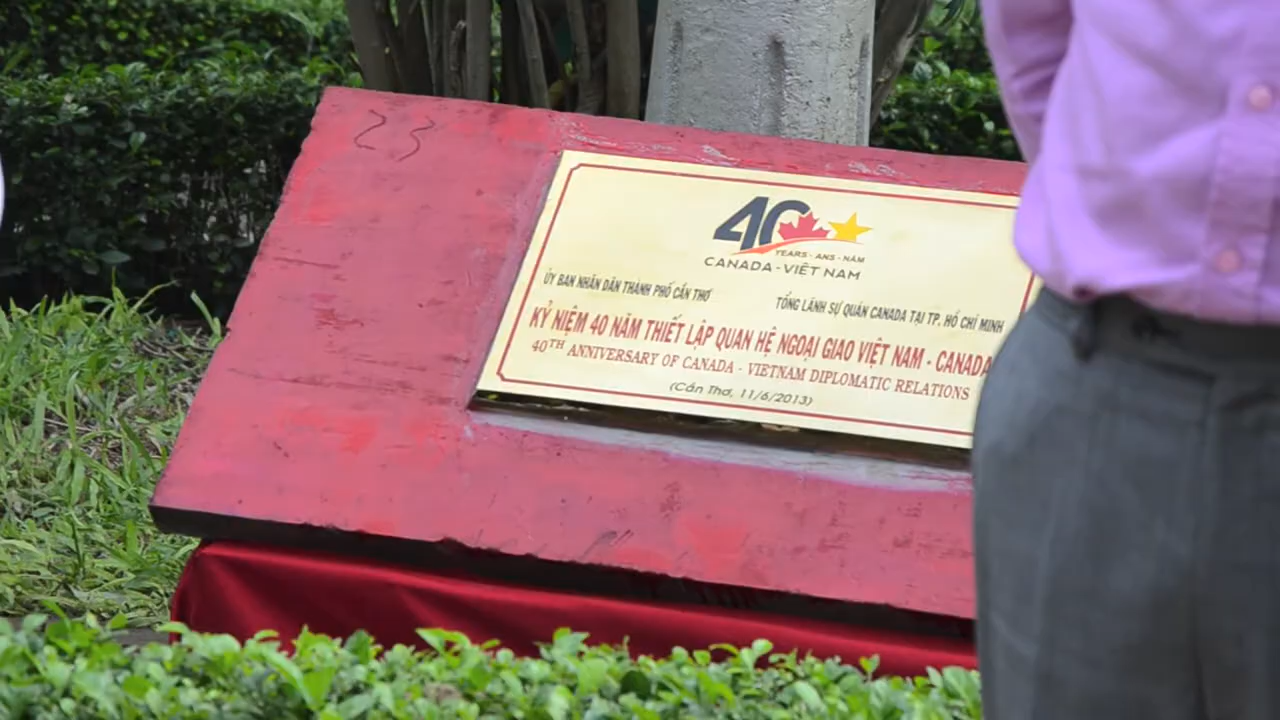 23
40
YEARS - ANS - NĂM
CANADA - VIỆT NAM
ỦY BAN NHÂN DÂN THÀNH PHỐ CẦN THƠ
TỔNG LÃNH SỰ QUÁN CANADA TẠI TP. HỒ CHÍ MINH
KỶ NIỆM 40 NĂM THIẾT LẬP QUAN HỆ NGOẠI GIAO VIỆT NAM - CANADA
40TH ANNIVERSARY OF CANADA - VIETNAM DIPLOMATIC RELATIONS
(Cần Thơ, 11/6/2013)